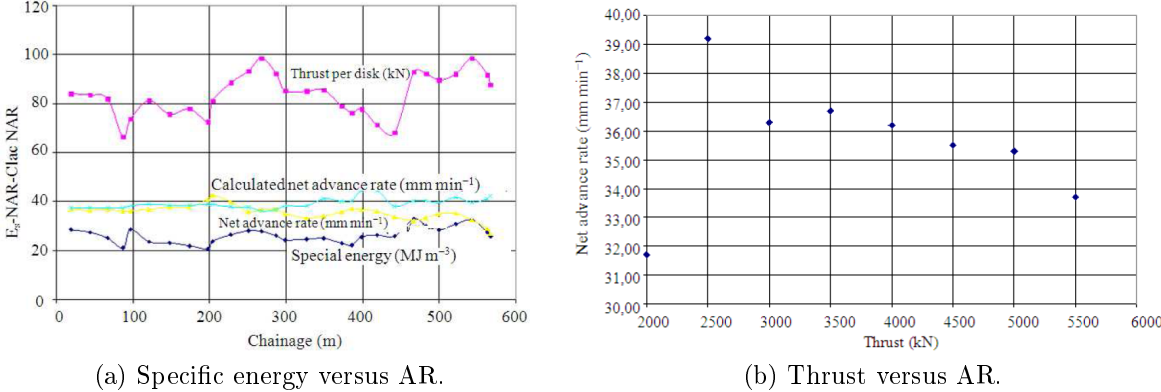 120
100
80
60
40
20
0
E_s-NAR-Clac NAR
Thrust per disk (kN)
Calculated net advance rate (mm min⁻¹)
Net advance rate (mm min⁻¹)
Special energy (MJ m⁻³)
0 100 200 300 400 500 600
Chainage (m)
(a) Specific energy versus AR.
40,00
39,00
38,00
37,00
36,00
35,00
34,00
33,00
32,00
31,00
30,00
Net advance rate (mm min⁻¹)
2000 2500 3000 3500 4000 4500 5000 5500 6000
Thrust (kN)
(b) Thrust versus AR.